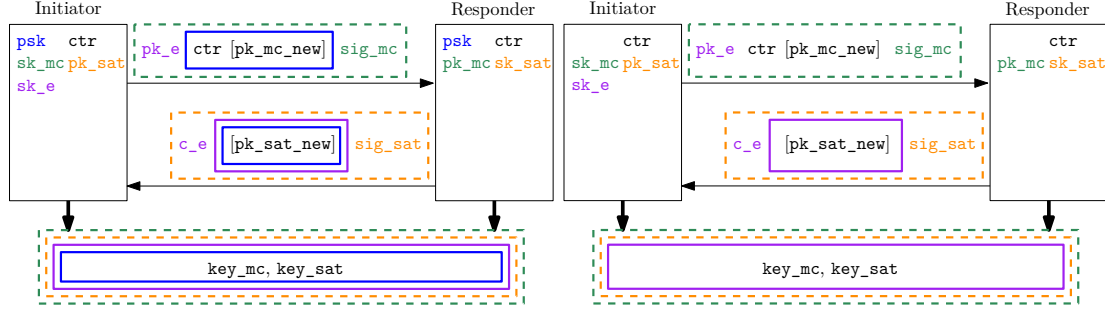 Initiator
Responder
psk ctr
sk_mc pk_sat
sk_e
pk_e ctr [pk_mc_new] sig_mc
psk ctr
pk_mc sk_sat
c_e [pk_sat_new] sig_sat
key_mc, key_sat
Initiator
Responder
ctr
sk_mc pk_sat
sk_e
pk_e ctr [pk_mc_new] sig_mc
ctr
pk_mc sk_sat
c_e [pk_sat_new] sig_sat
key_mc, key_sat